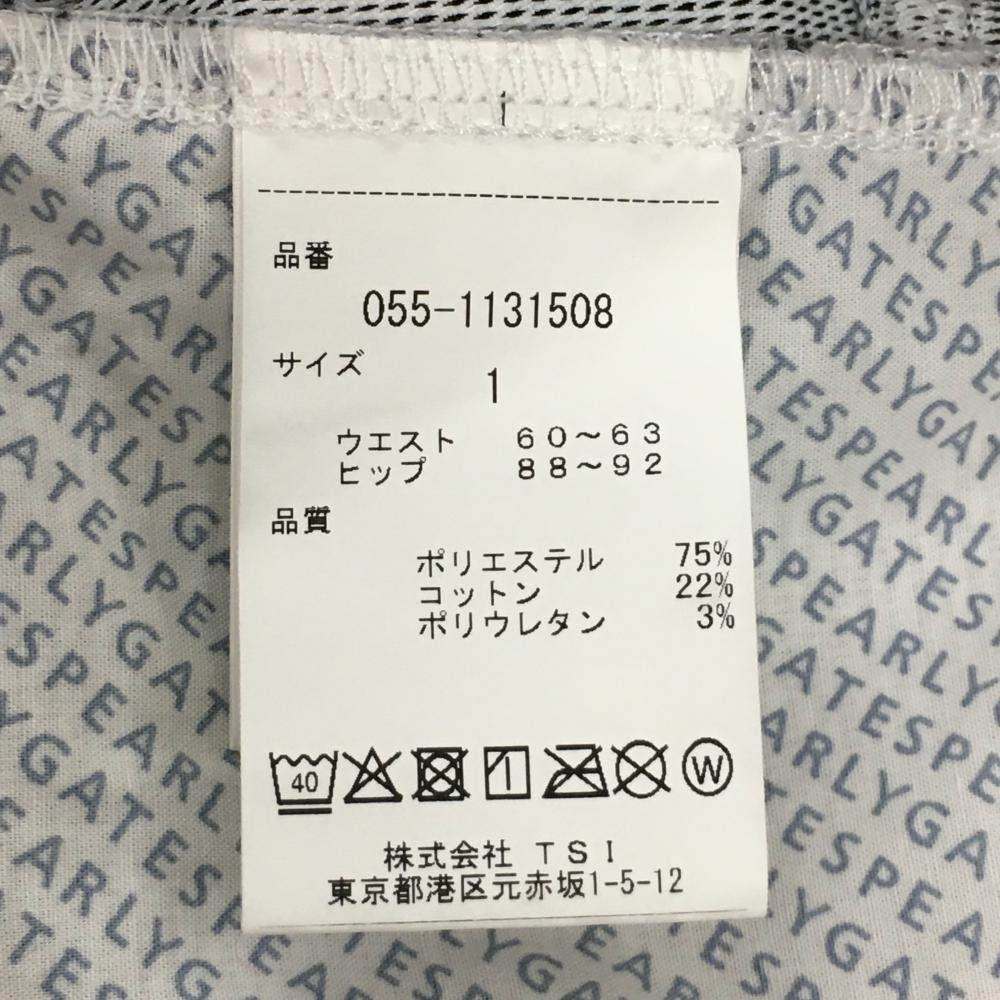 品番
055-1131508
サイズ
1
ウエスト 60～63
ヒップ 88～92
品質
ポリエステル 75%
コットン 22%
ポリウレタン 3%
40
W
株式会社 TSI
東京都港区元赤坂1-5-12
PEARLYGATES
PEARLYGATES
PEARLYGATES